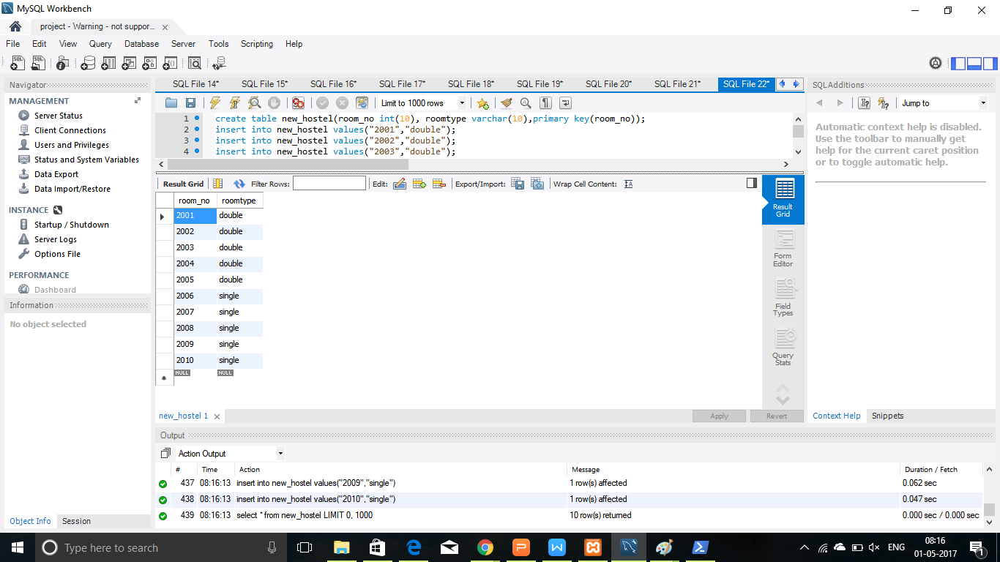 MySQL Workbench
project - Warning - not suppor...
File Edit View Query Database Server Tools Scripting Help
Navigator
MANAGEMENT
Server Status
Client Connections
Users and Privileges
Status and System Variables
Data Export
Data Import/Restore
INSTANCE
Startup / Shutdown
Server Logs
Options File
PERFORMANCE
Dashboard
Information
No object selected
Object Info Session
SQL File 14* SQL File 15* SQL File 16* SQL File 17* SQL File 18* SQL File 19* SQL File 20* SQL File 21* SQL File 22*
Limit to 1000 rows
1 create table new_hostel(room_no int(10), roomtype varchar(10),primary key(room_no));
2 insert into new_hostel values("2001","double");
3 insert into new_hostel values("2002","double");
4 insert into new_hostel values("2003","double");
Result Grid Filter Rows: Edit: Export/Import: Wrap Cell Content:
room_no roomtype
2001 double
2002 double
2003 double
2004 double
2005 double
2006 single
2007 single
2008 single
2009 single
2010 single
NULL NULL
Result
Grid
Form
Editor
Field
Types
Query
Stats
new_hostel 1
Apply Revert
SQLAdditions
Jump to
Automatic context help is disabled.
Use the toolbar to manually get
help for the current caret position
or to toggle automatic help.
Context Help Snippets
Output
Action Output
# Time Action Message Duration / Fetch
437 08:16:13 insert into new_hostel values("2009","single") 1 row(s) affected 0.062 sec
438 08:16:13 insert into new_hostel values("2010","single") 1 row(s) affected 0.047 sec
439 08:16:13 select * from new_hostel LIMIT 0, 1000 10 row(s) returned 0.000 sec / 0.000 sec
Type here to search
ENG
08:16
01-05-2017
1